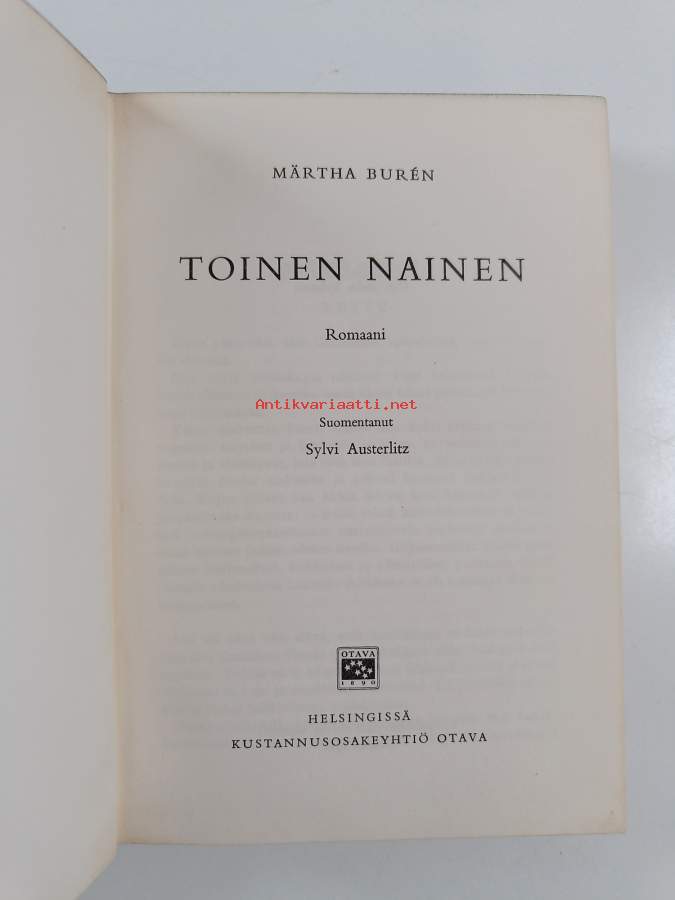 MÄRTHA BURÉN
TOINEN NAINEN
Romaani
Antikvariaatti.net
Suomentanut
Sylvi Austerlitz
OTAVA
1890
HELSINGISSÄ
KUSTANNUSOSAKEYHTIÖ OTAVA